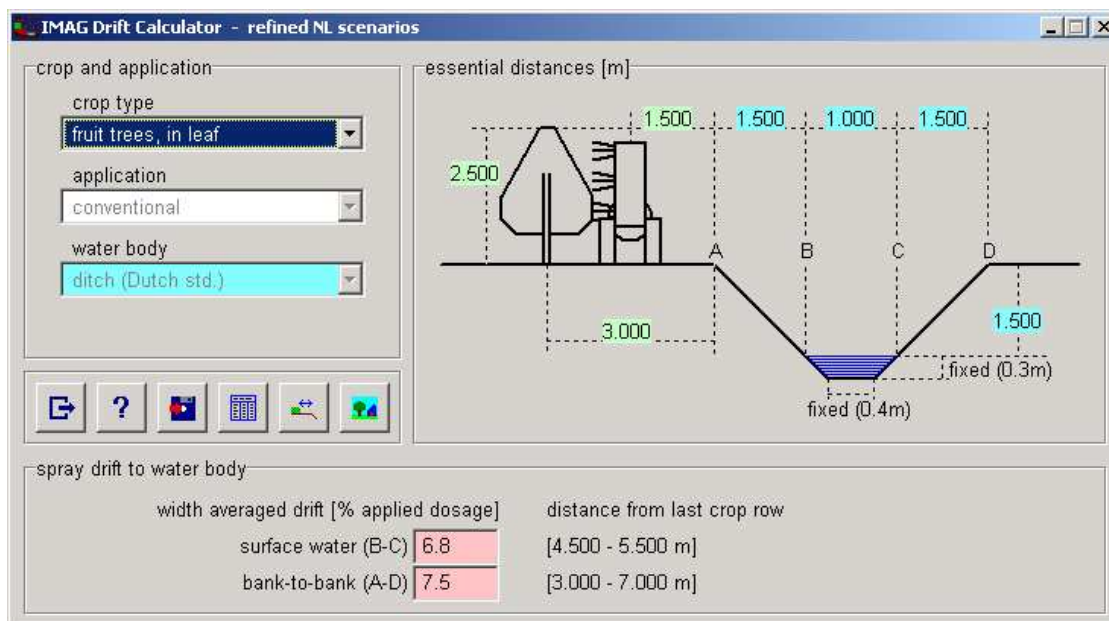 IMAG Drift Calculator - refined NL scenarios
crop and application
crop type
fruit trees, in leaf
application
conventional
water body
ditch (Dutch std.)
?
essential distances [m]
1.500 1.500 1.000 1.500
2.500
A B C D
3.000
1.500
fixed (0.3m)
fixed (0.4m)
spray drift to water body
width averaged drift [% applied dosage] distance from last crop row
surface water (B-C) 6.8 [4.500 - 5.500 m]
bank-to-bank (A-D) 7.5 [3.000 - 7.000 m]